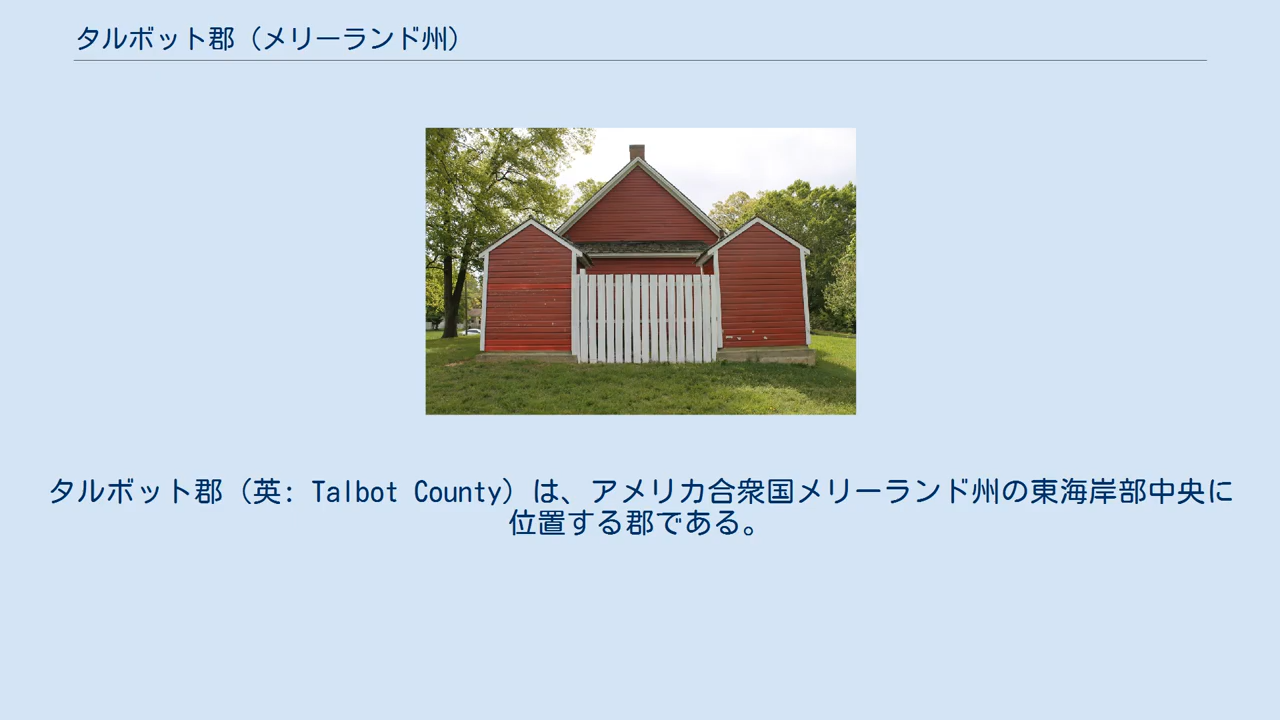 タルボット郡（メリーランド州）
タルボット郡（英: Talbot County）は、アメリカ合衆国メリーランド州の東海岸部中央に
位置する郡である。